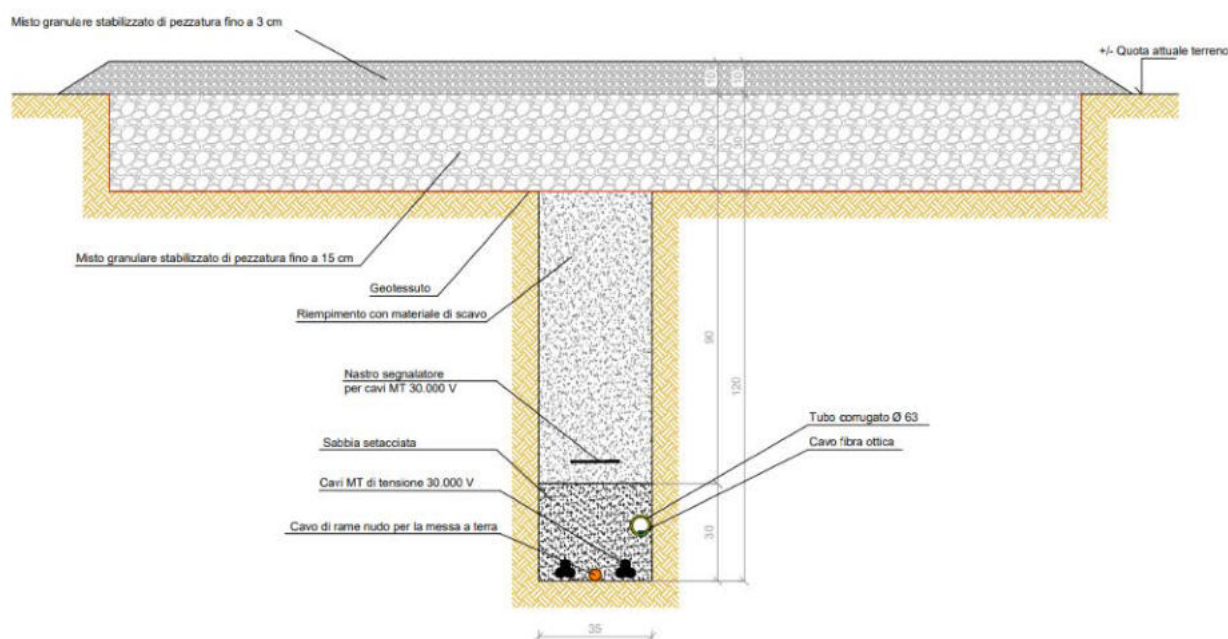 Misto granulare stabilizzato di pezzatura fino a 3 cm
+/- Quota attuale terreno
10
10
30
30
Misto granulare stabilizzato di pezzatura fino a 15 cm
Geotessuto
Riempimento con materiale di scavo
90
120
Nastro segnalatore
per cavi MT 30.000 V
Tubo corrugato Ø 63
Sabbia setacciata
Cavo fibra ottica
Cavi MT di tensione 30.000 V
Cavo di rame nudo per la messa a terra
30
35